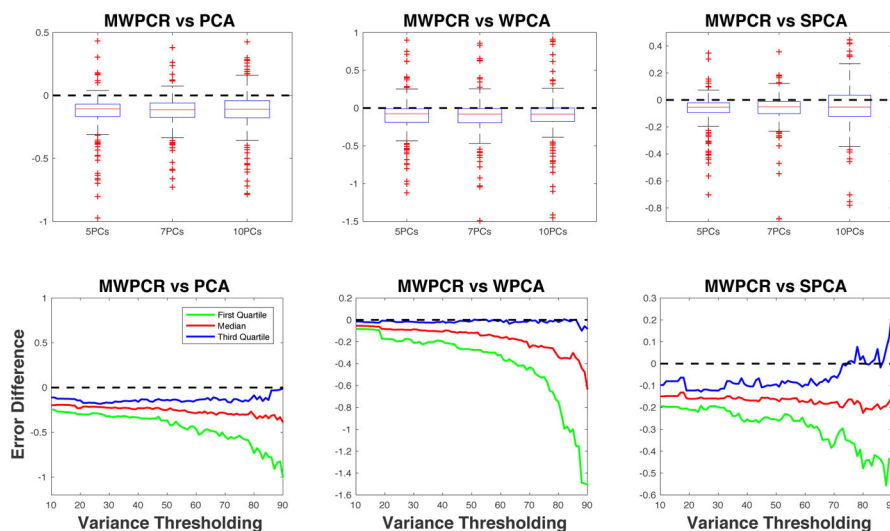 MWPCR vs PCA
0.5
0
-0.5
-1
5PCs 7PCs 10PCs
MWPCR vs WPCA
1
0.5
0
-0.5
-1
-1.5
5PCs 7PCs 10PCs
MWPCR vs SPCA
0.4
0.2
0
-0.2
-0.4
-0.6
-0.8
5PCs 7PCs 10PCs
Error Difference
MWPCR vs PCA
1
0.5
0
-0.5
-1
First Quartile
Median
Third Quartile
10 20 30 40 50 60 70 80 90
Variance Thresholding
MWPCR vs WPCA
0.2
0
-0.2
-0.4
-0.6
-0.8
-1
-1.2
-1.4
-1.6
10 20 30 40 50 60 70 80 90
Variance Thresholding
MWPCR vs SPCA
0.3
0.2
0.1
0
-0.1
-0.2
-0.3
-0.4
-0.5
-0.6
10 20 30 40 50 60 70 80
Variance Thresholding